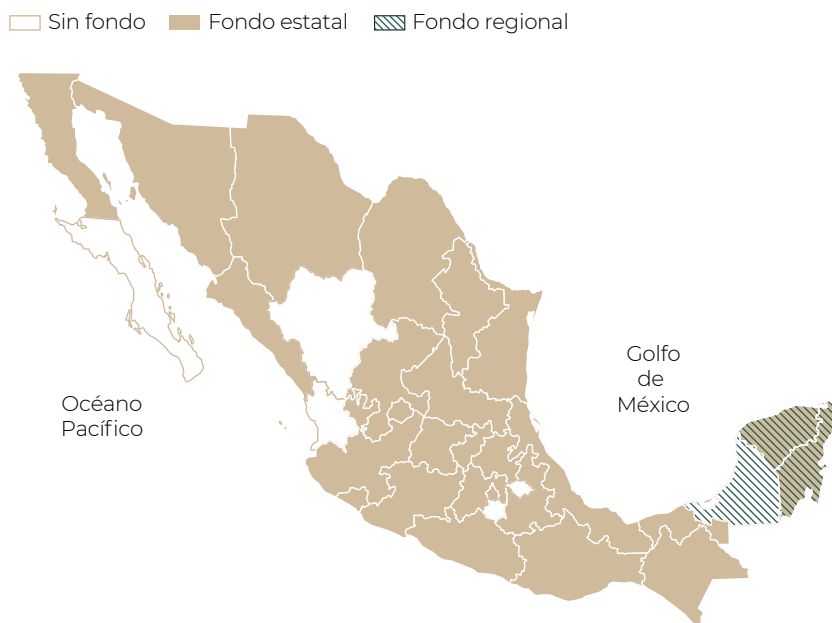 Sin fondo Fondo estatal Fondo regional
Golfo
de
México
Océano
Pacífico